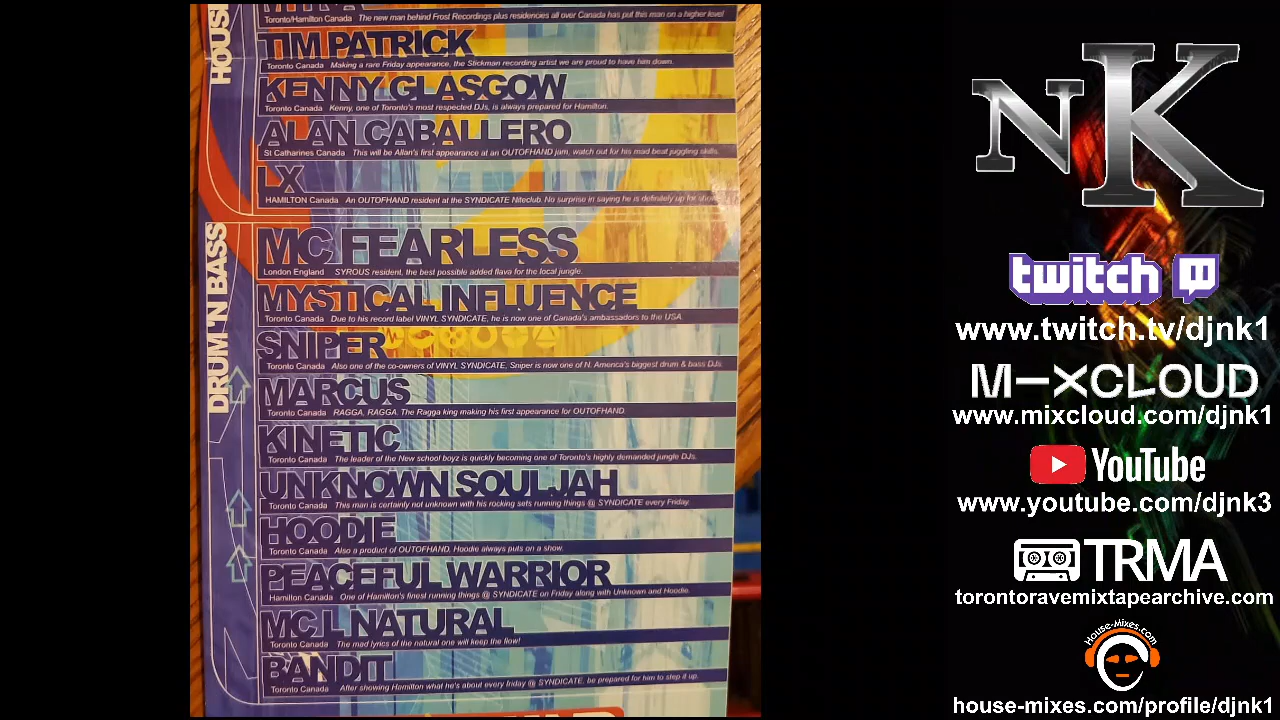 HOUSE
Toronto/Hamilton Canada The new man behind Frost Recordings plus residencies all over Canada has put this man on a higher level
TIM PATRICK
Toronto Canada Making a rare Friday appearance, the Stickman recording artist we are proud to have him down.
KENNY GLASGOW
Toronto Canada Kenny, one of Toronto's most respected DJs, is always prepared for Hamilton.
ALAN CABALLERO
St Catharines Canada This will be Allan's first appearance at an OUTOFHAND jam, watch out for his mad beat juggling skills.
LX
HAMILTON Canada An OUTOFHAND resident at the SYNDICATE Niteclub. No surprise in saying he is definitely up for
DRUM 'N BASS
MC FEARLESS
London England SYROUS resident, the best possible added flava for the local jungle.
MYSTICAL INFLUENCE
Toronto Canada Due to his record label VINYL SYNDICATE, he is now one of Canada's ambassadors to the USA.
SNIPER
Toronto Canada Also one of the co-owners of VINYL SYNDICATE, Sniper is now one of N. America's biggest drum & bass DJs.
MARCUS
Toronto Canada RAGGA, RAGGA. The Ragga king making his first appearance for OUTOFHAND.
KINETIC
Toronto Canada The leader of the New school boyz is quickly becoming one of Toronto's highly demanded jungle DJs.
UNKNOWN SOULJAH
Toronto Canada This man is certainly not unknown with his rocking sets running things @ SYNDICATE every Friday.
HOODIE
Toronto Canada Also a product of OUTOFHAND. Hoodie always puts on a show.
PEACEFUL WARRIOR
Hamilton Canada One of Hamilton's finest running things @ SYNDICATE on Friday along with Unknown and Hoodie.
MC L NATURAL
Toronto Canada The mad lyrics of the natural one will keep the flow!
BANDIT
Toronto Canada After showing Hamilton what he's about every friday @ SYNDICATE, be prepared for him to step it up.
NK
twitch
www.twitch.tv/djnk1
MIXCLOUD
www.mixcloud.com/djnk1
YouTube
www.youtube.com/djnkc
TRMA
torontoravemixtapearchive.com
House-Mixes.com
house-mixes.com/profile/djnk1